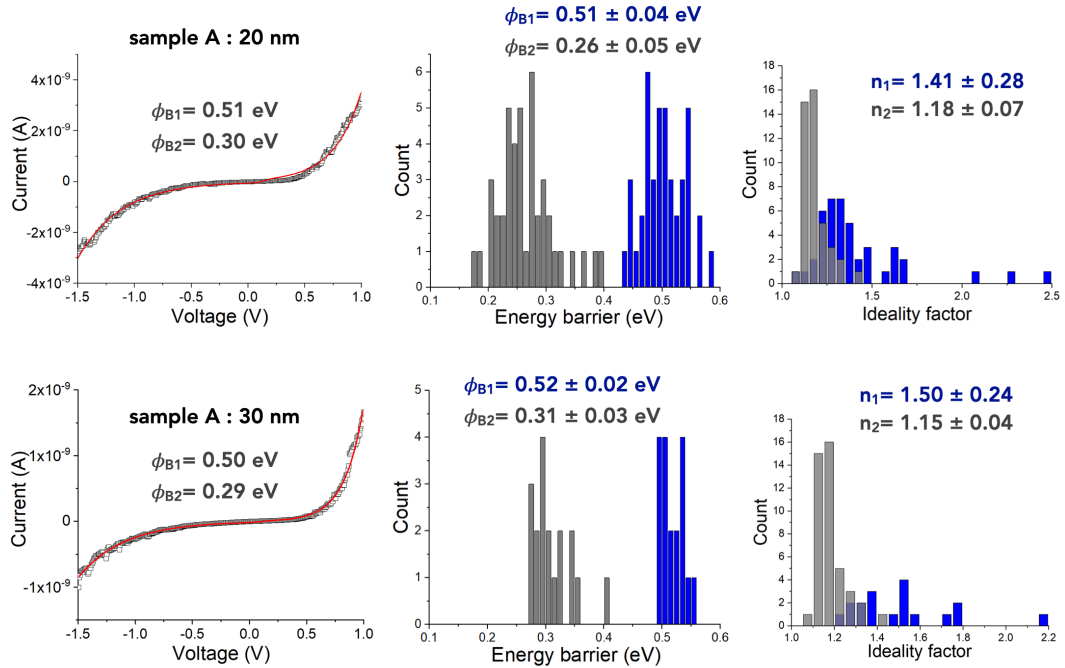 sample A : 20 nm
ϕB1= 0.51 eV
ϕB2= 0.30 eV
4x10⁻⁹
2x10⁻⁹
0
-2x10⁻⁹
-4x10⁻⁹
Current (A)
-1.5 -1.0 -0.5 0.0 0.5 1.0
Voltage (V)
ϕB1= 0.51 ± 0.04 eV
ϕB2= 0.26 ± 0.05 eV
6
5
4
3
2
1
0
Count
0.1 0.2 0.3 0.4 0.5 0.6
Energy barrier (eV)
n1= 1.41 ± 0.28
n2= 1.18 ± 0.07
18
16
14
12
10
8
6
4
2
0
Count
1.0 1.5 2.0 2.5
Ideality factor
sample A : 30 nm
ϕB1= 0.50 eV
ϕB2= 0.29 eV
2x10⁻⁹
1x10⁻⁹
0
-1x10⁻⁹
Current (A)
-1.5 -1.0 -0.5 0.0 0.5 1.0
Voltage (V)
ϕB1= 0.52 ± 0.02 eV
ϕB2= 0.31 ± 0.03 eV
5
4
3
2
1
0
Count
0.1 0.2 0.3 0.4 0.5 0.6
Energy barrier (eV)
n1= 1.50 ± 0.24
n2= 1.15 ± 0.04
18
16
14
12
10
8
6
4
2
0
Count
1.0 1.2 1.4 1.6 1.8 2.0 2.2
Ideality factor